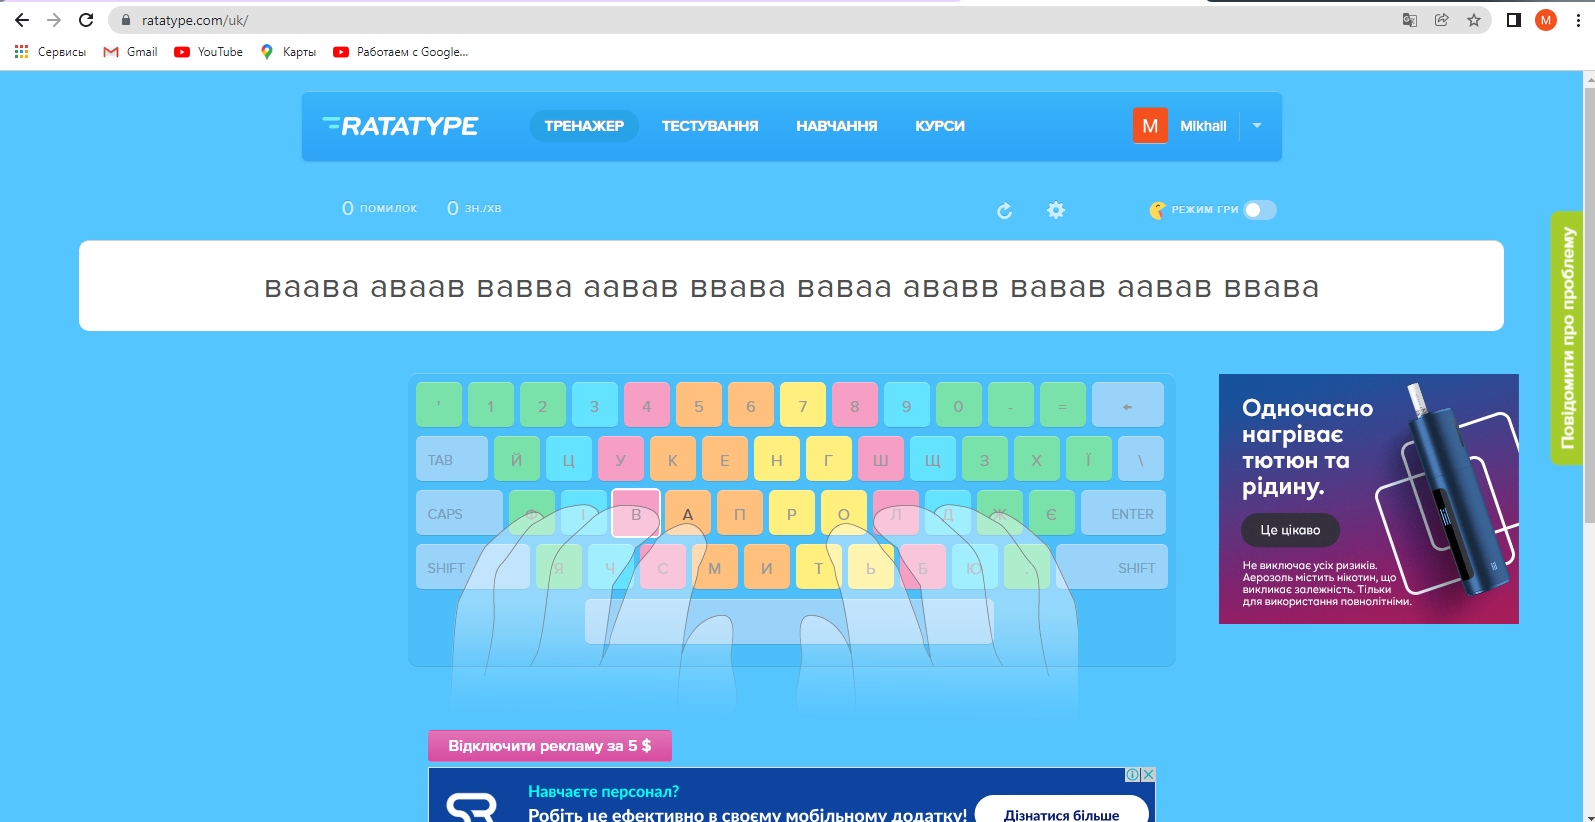 ratatype.com/uk/
M
Сервисы Gmail YouTube Карты Работаем с Google...
RATATYPE ТРЕНАЖЕР ТЕСТУВАННЯ НАВЧАННЯ КУРСИ M Mikhail
0 ПОМИЛОК 0 ЗН./ХВ РЕЖИМ ГРИ
Повідомити про проблему
ваава аваав вавва аавав ввава ваваа ававв вавав аавав ввава
' 1 2 3 4 5 6 7 8 9 0 - = ←
TAB Й Ц У К Е Н Г Ш Щ З Х Ї \
CAPS Ф І В А П Р О Л Д Ж Є ENTER
SHIFT Я Ч С М И Т Ь Б Ю . SHIFT
Одночасно
нагріває
тютюн та
рідину.
Це цікаво
Не виключає усіх ризиків.
Аерозоль містить нікотин, що
викликає залежність. Тільки
для використання повнолітніми.
Відключити рекламу за 5 $
Навчаєте персонал?
Робіть це ефективно в своєму мобільному додатку!
Дізнатися більше